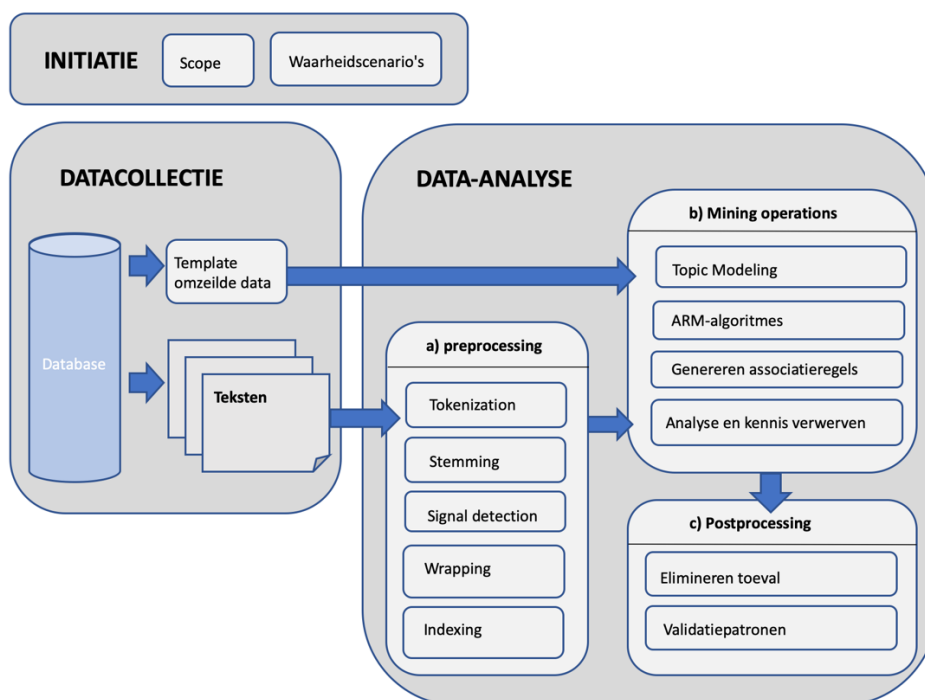 INITIATIE
Scope
Waarheidscenario's
DATACOLLECTIE
Database
Template
omzeilde data
Teksten
DATA-ANALYSE
a) preprocessing
Tokenization
Stemming
Signal detection
Wrapping
Indexing
b) Mining operations
Topic Modeling
ARM-algoritmes
Genereren associatieregels
Analyse en kennis verwerven
c) Postprocessing
Elimineren toeval
Validatiepatronen